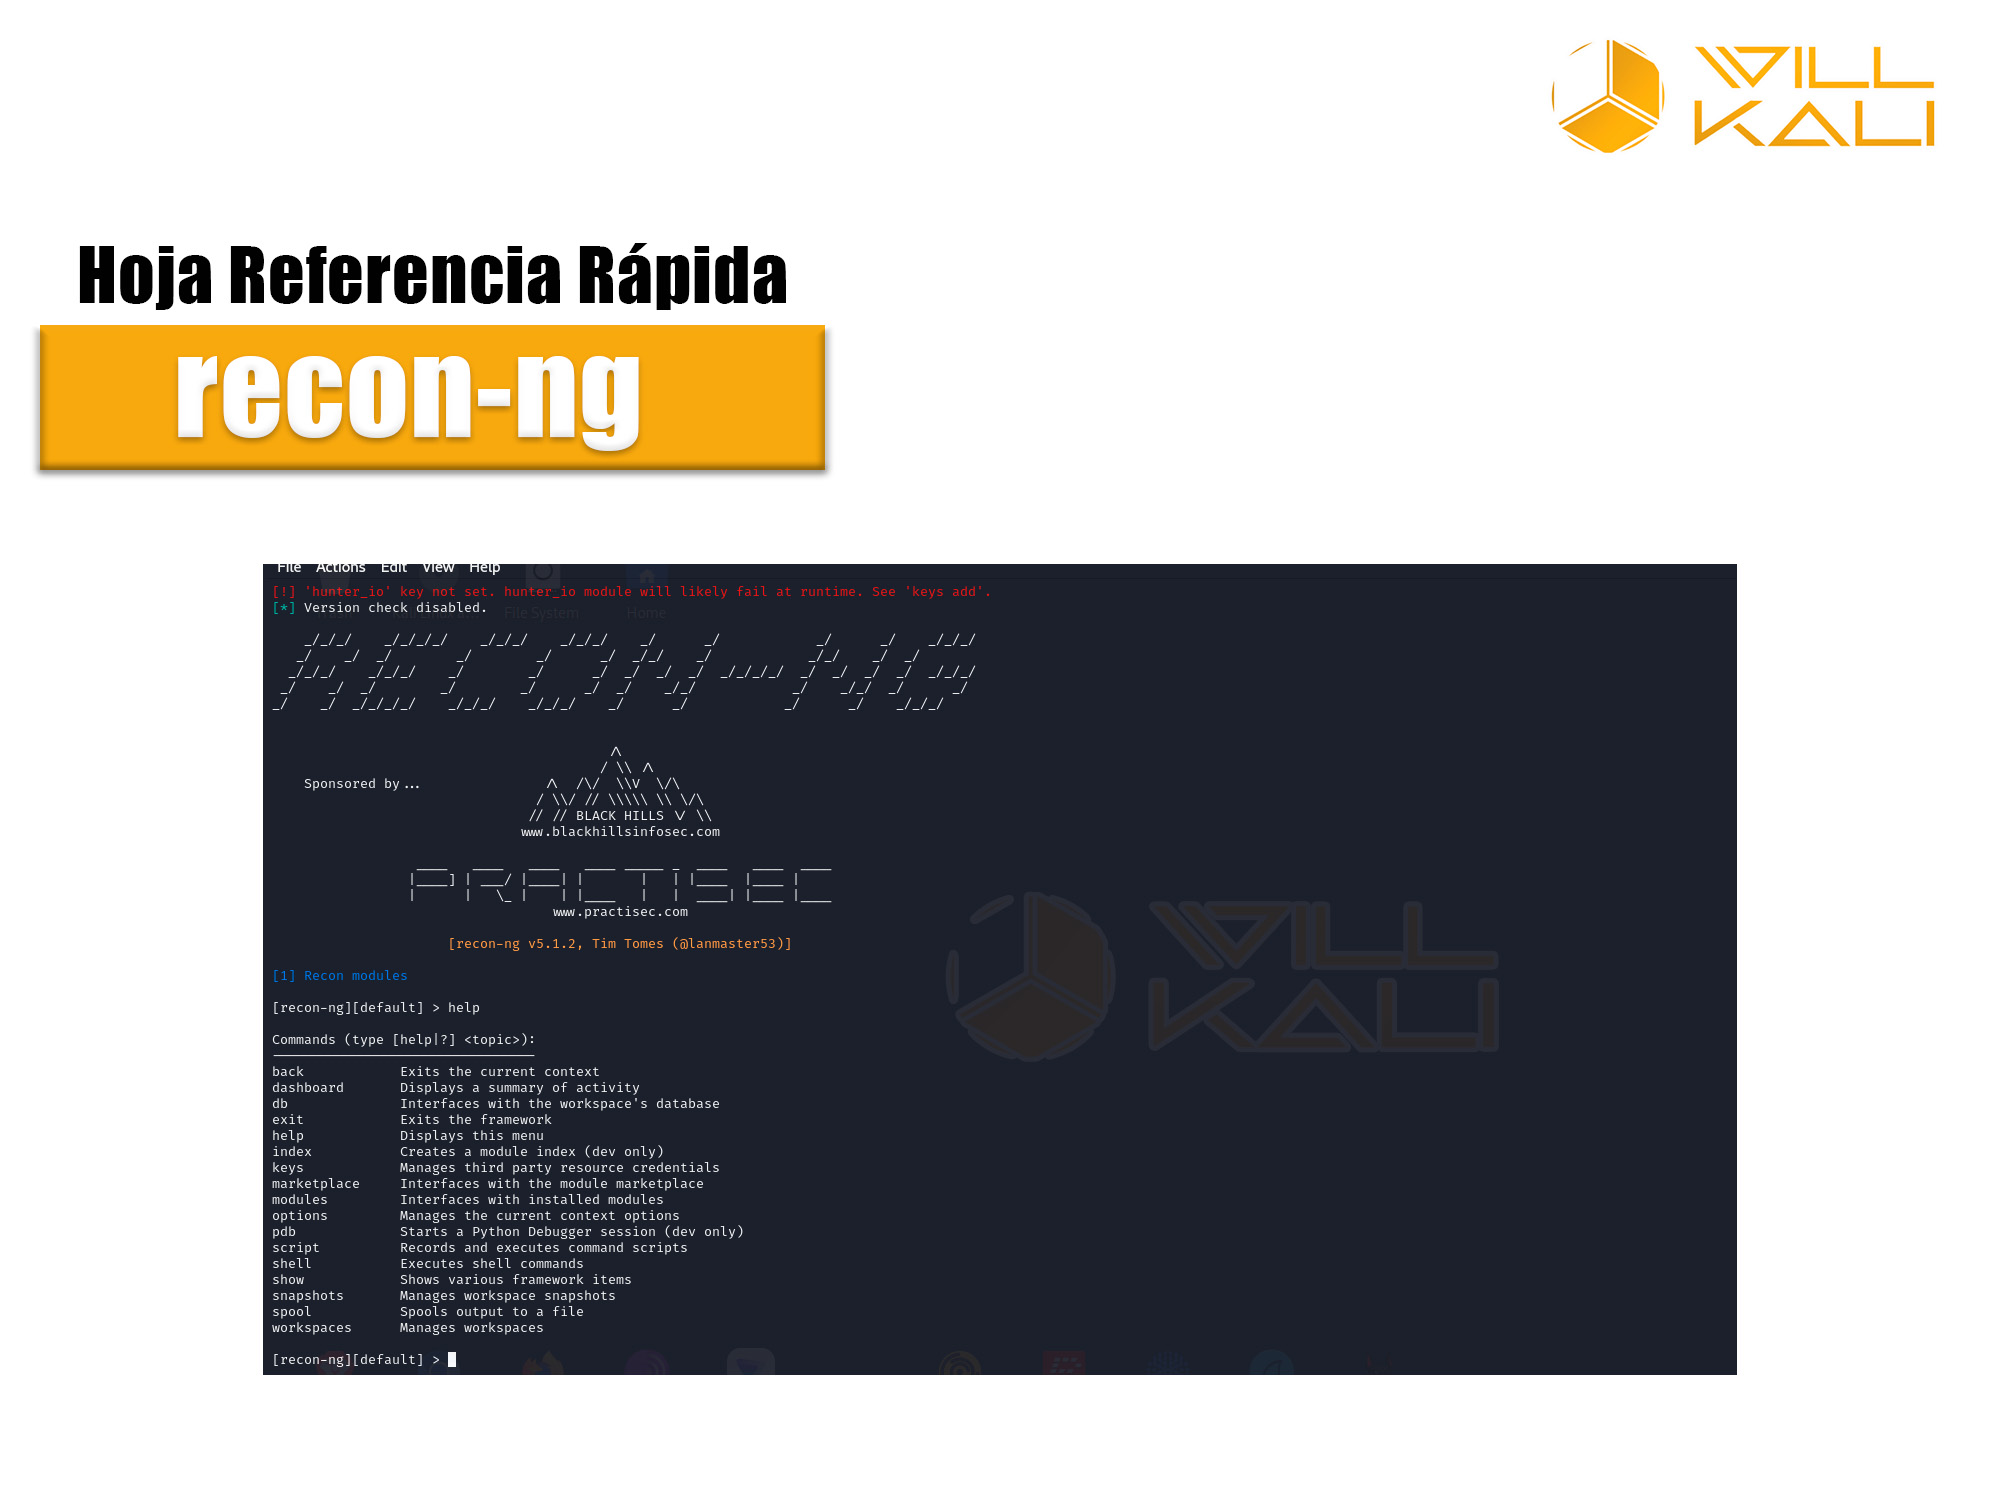 WILL
KALI
Hoja Referencia Rápida
recon-ng
File Actions Edit View Help
[!] 'hunter_io' key not set. hunter_io module will likely fail at runtime. See 'keys add'.
[*] Version check disabled.
File System Home
RECON-NG
Sponsored by...
BLACK HILLS
www.blackhillsinfosec.com
PRACTISEC
www.practisec.com
[recon-ng v5.1.2, Tim Tomes (@lanmaster53)]
[1] Recon modules
[recon-ng][default] > help
Commands (type [help|?] <topic>):
---------------------------------
back Exits the current context
dashboard Displays a summary of activity
db Interfaces with the workspace's database
exit Exits the framework
help Displays this menu
index Creates a module index (dev only)
keys Manages third party resource credentials
marketplace Interfaces with the module marketplace
modules Interfaces with installed modules
options Manages the current context options
pdb Starts a Python Debugger session (dev only)
script Records and executes command scripts
shell Executes shell commands
show Shows various framework items
snapshots Manages workspace snapshots
spool Spools output to a file
workspaces Manages workspaces
[recon-ng][default] >
WILL
KALI